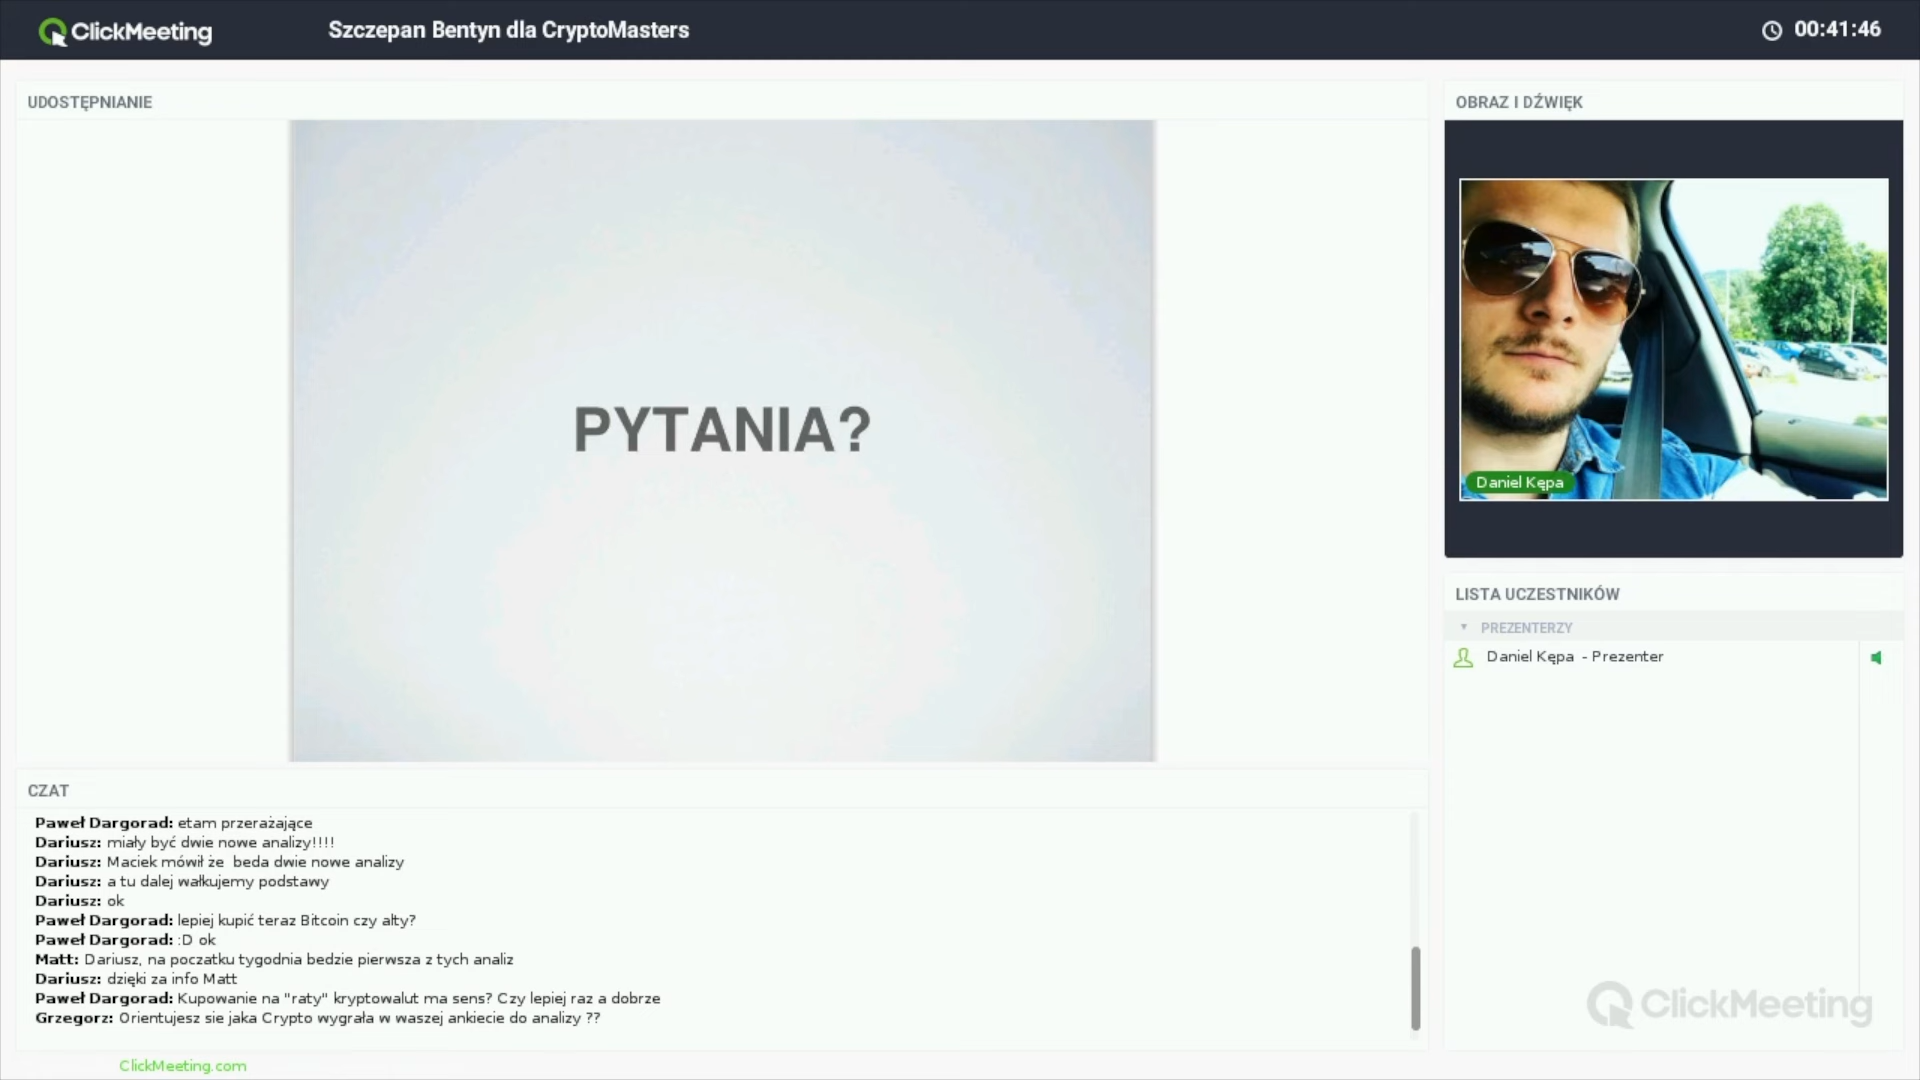 ClickMeeting
Szczepan Bentyn dla CryptoMasters
00:41:46
UDOSTĘPNIANIE
PYTANIA?
OBRAZ I DŹWIĘK
Daniel Kępa
LISTA UCZESTNIKÓW
PREZENTERZY
Daniel Kępa - Prezenter
CZAT
Paweł Dargorad: etam przerażające
Dariusz: miały być dwie nowe analizy!!!!
Dariusz: Maciek mówił że beda dwie nowe analizy
Dariusz: a tu dalej wałkujemy podstawy
Dariusz: ok
Paweł Dargorad: lepiej kupić teraz Bitcoin czy alty?
Paweł Dargorad: :D ok
Matt: Dariusz, na poczatku tygodnia bedzie pierwsza z tych analiz
Dariusz: dzięki za info Matt
Paweł Dargorad: Kupowanie na "raty" kryptowalut ma sens? Czy lepiej raz a dobrze
Grzegorz: Orientujesz sie jaka Crypto wygrała w waszej ankiecie do analizy ??
ClickMeeting
ClickMeeting.com